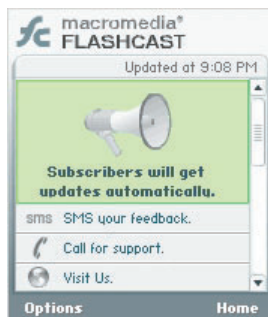 fc macromedia®
FLASHCAST
Updated at 9:08 PM
Subscribers will get
updates automatically.
sms SMS your feedback.
Call for support.
Visit Us.
Options Home